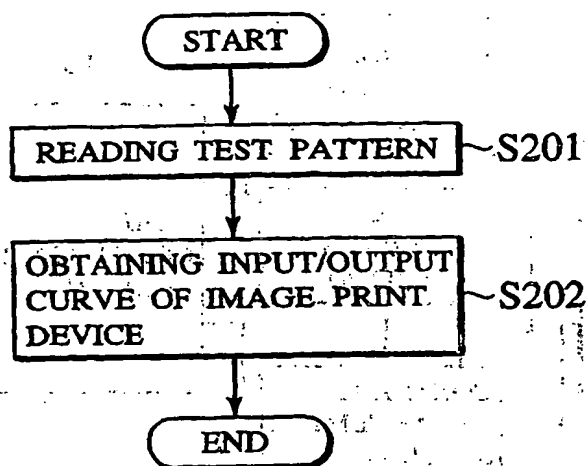 START
READING TEST PATTERN
S201
OBTAINING INPUT/OUTPUT
CURVE OF IMAGE PRINT
DEVICE
S202
END